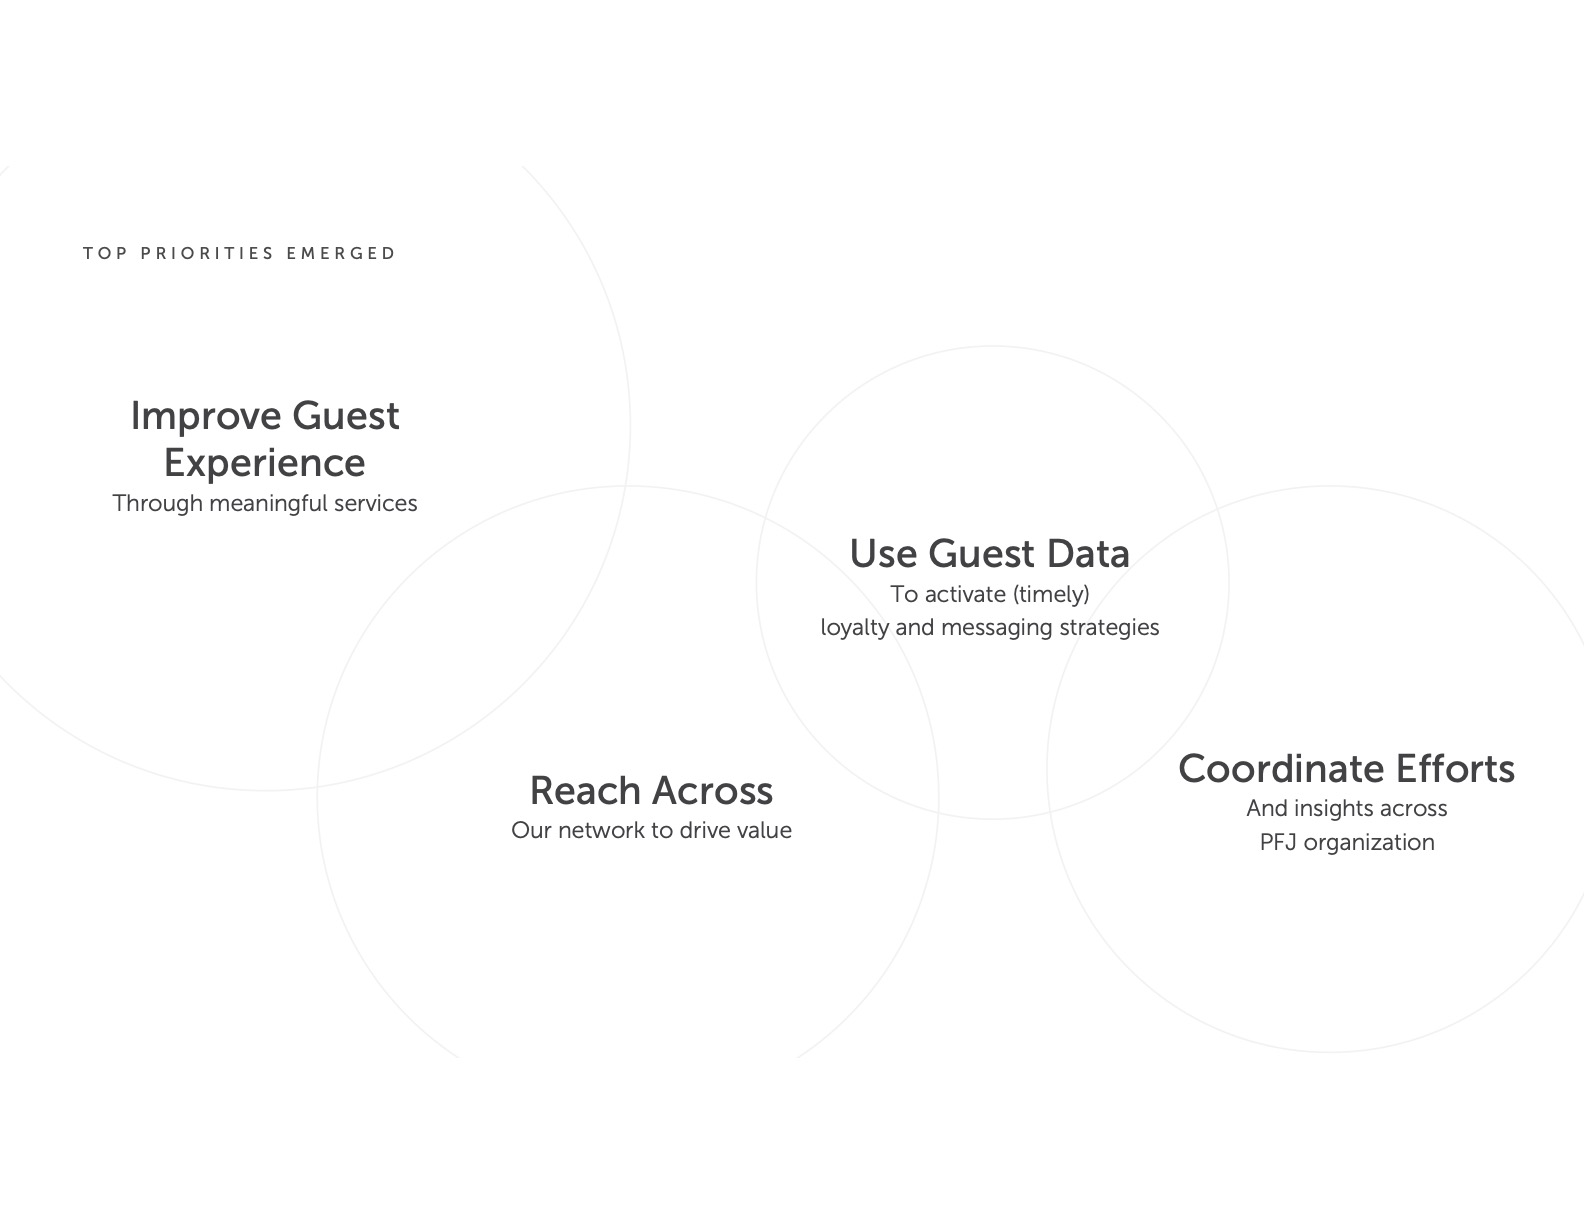 TOP PRIORITIES EMERGED
Improve Guest
Experience
Through meaningful services
Use Guest Data
To activate (timely)
loyalty and messaging strategies
Reach Across
Our network to drive value
Coordinate Efforts
And insights across
PFJ organization